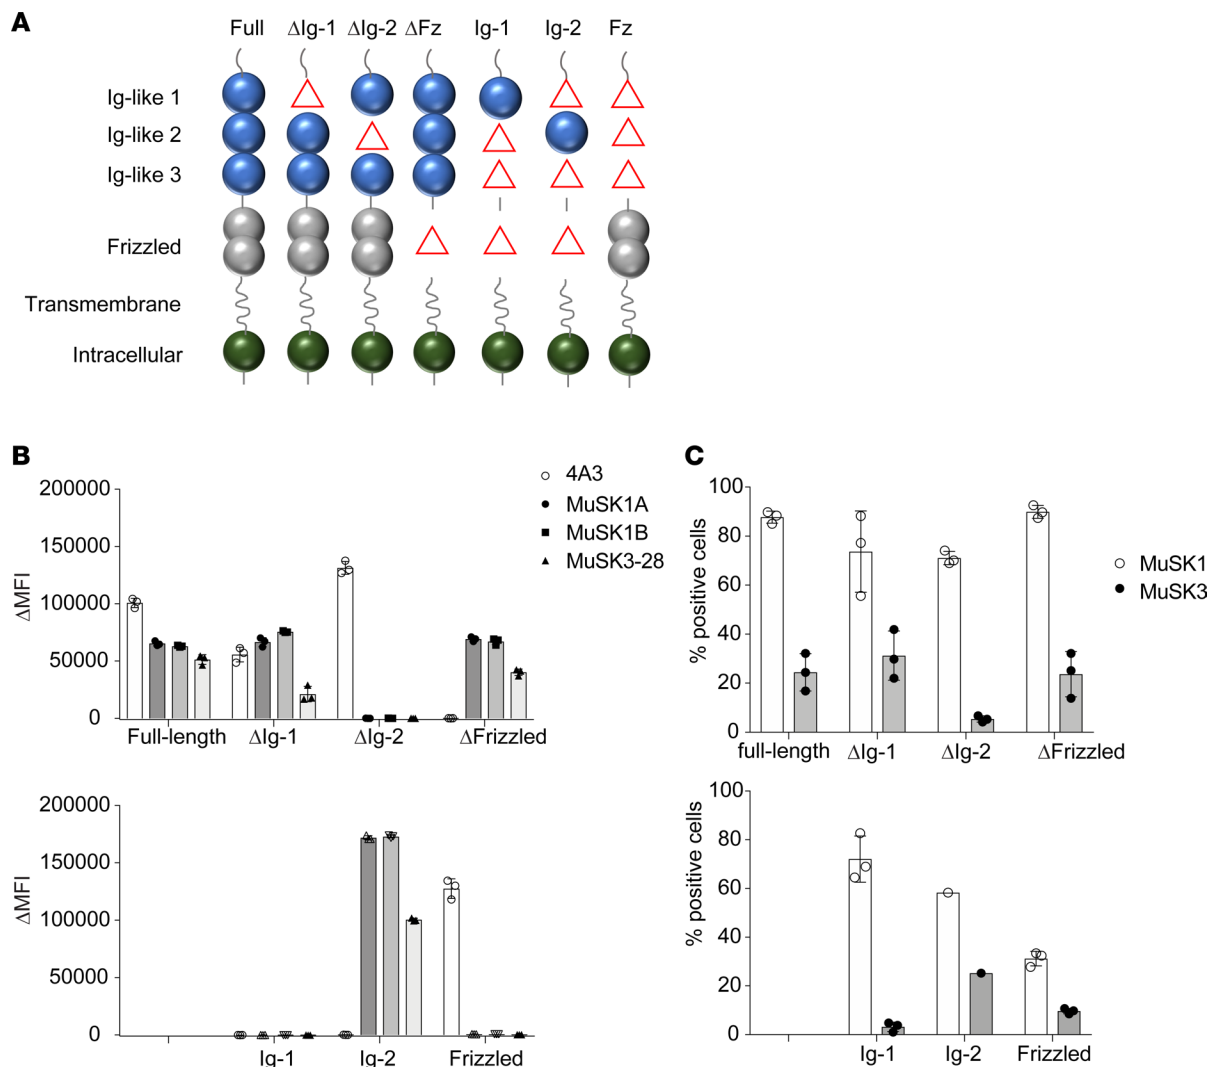 A
Full ΔIg-1 ΔIg-2 ΔFz Ig-1 Ig-2 Fz
Ig-like 1
Ig-like 2
Ig-like 3
Frizzled
Transmembrane
Intracellular
B
ΔMFI
200000
150000
100000
50000
0
Full-length ΔIg-1 ΔIg-2 ΔFrizzled
4A3
MuSK1A
MuSK1B
MuSK3-28
ΔMFI
200000
150000
100000
50000
0
Ig-1 Ig-2 Frizzled
C
% positive cells
100
80
60
40
20
0
full-length ΔIg-1 ΔIg-2 ΔFrizzled
MuSK1
MuSK3
% positive cells
100
80
60
40
20
0
Ig-1 Ig-2 Frizzled